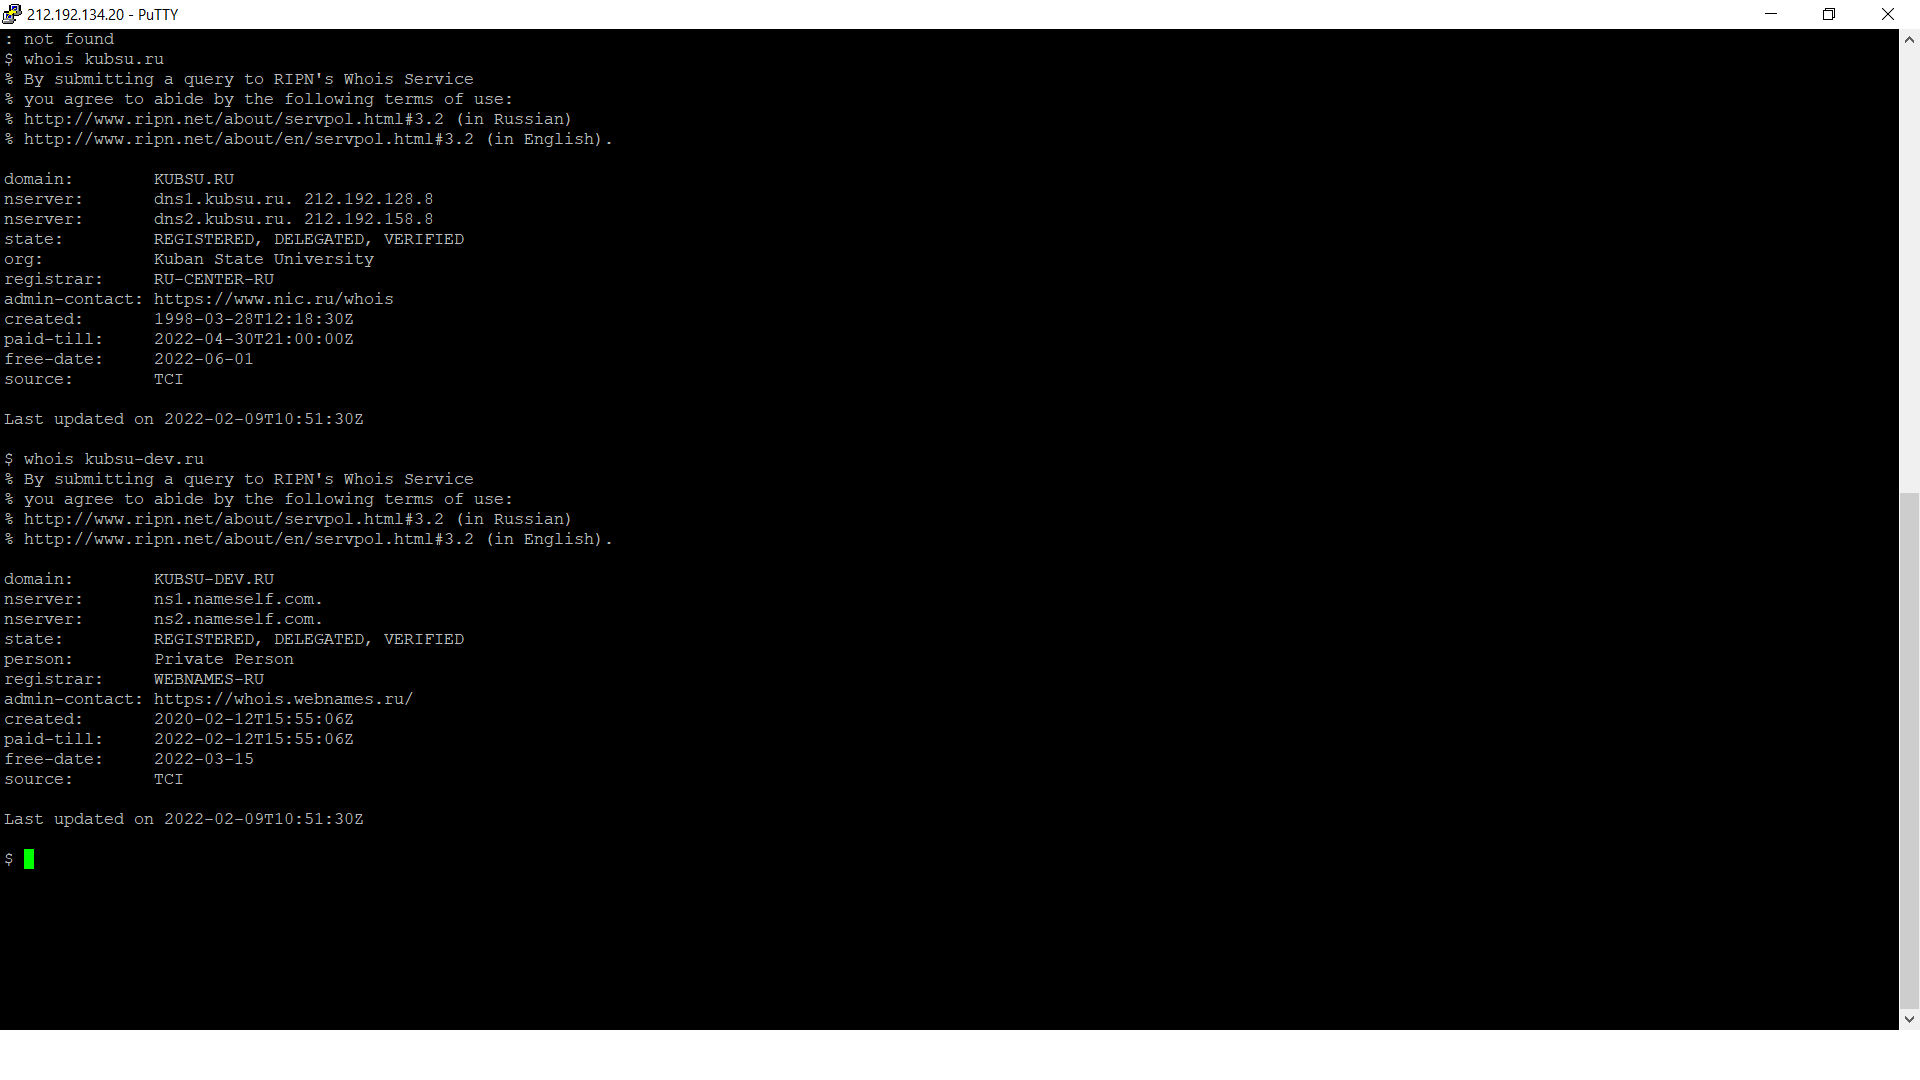 212.192.134.20 - PuTTY
: not found
$ whois kubsu.ru
% By submitting a query to RIPN's Whois Service
% you agree to abide by the following terms of use:
% http://www.ripn.net/about/servpol.html#3.2 (in Russian)
% http://www.ripn.net/about/en/servpol.html#3.2 (in English).

domain:        KUBSU.RU
nserver:       dns1.kubsu.ru. 212.192.128.8
nserver:       dns2.kubsu.ru. 212.192.158.8
state:         REGISTERED, DELEGATED, VERIFIED
org:           Kuban State University
registrar:     RU-CENTER-RU
admin-contact: https://www.nic.ru/whois
created:       1998-03-28T12:18:30Z
paid-till:     2022-04-30T21:00:00Z
free-date:     2022-06-01
source:        TCI

Last updated on 2022-02-09T10:51:30Z

$ whois kubsu-dev.ru
% By submitting a query to RIPN's Whois Service
% you agree to abide by the following terms of use:
% http://www.ripn.net/about/servpol.html#3.2 (in Russian)
% http://www.ripn.net/about/en/servpol.html#3.2 (in English).

domain:        KUBSU-DEV.RU
nserver:       ns1.nameself.com.
nserver:       ns2.nameself.com.
state:         REGISTERED, DELEGATED, VERIFIED
person:        Private Person
registrar:     WEBNAMES-RU
admin-contact: https://whois.webnames.ru/
created:       2020-02-12T15:55:06Z
paid-till:     2022-02-12T15:55:06Z
free-date:     2022-03-15
source:        TCI

Last updated on 2022-02-09T10:51:30Z

$